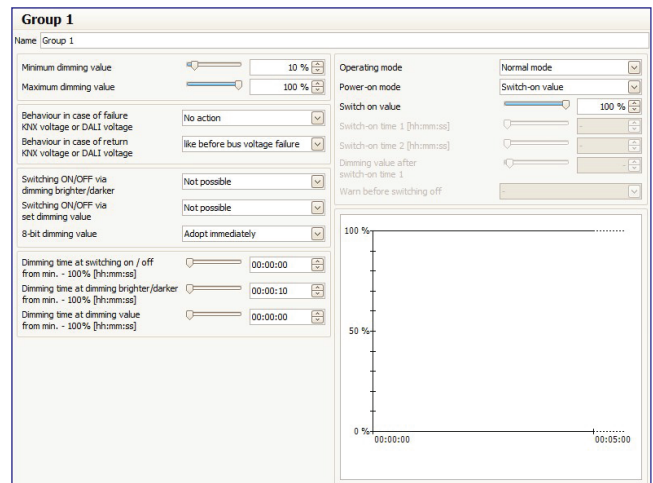 Group 1
Name Group 1
Minimum dimming value 10 %
Maximum dimming value 100 %
Behaviour in case of failure
KNX voltage or DALI voltage
No action
Behaviour in case of return
KNX voltage or DALI voltage
like before bus voltage failure
Switching ON/OFF via
dimming brighter/darker
Not possible
Switching ON/OFF via
set dimming value
Not possible
8-bit dimming value Adopt immediately
Dimming time at switching on / off
from min. - 100% [hh:mm:ss]
00:00:00
Dimming time at dimming brighter/darker
from min. - 100% [hh:mm:ss]
00:00:10
Dimming time at dimming value
from min. - 100% [hh:mm:ss]
00:00:00
Operating mode Normal mode
Power-on mode Switch-on value
Switch on value 100 %
Switch-on time 1 [hh:mm:ss] -
Switch-on time 2 [hh:mm:ss] -
Dimming value after
switch-on time 1
-
Warn before switching off -
100 %
50 %
0 %
00:00:00 00:05:00